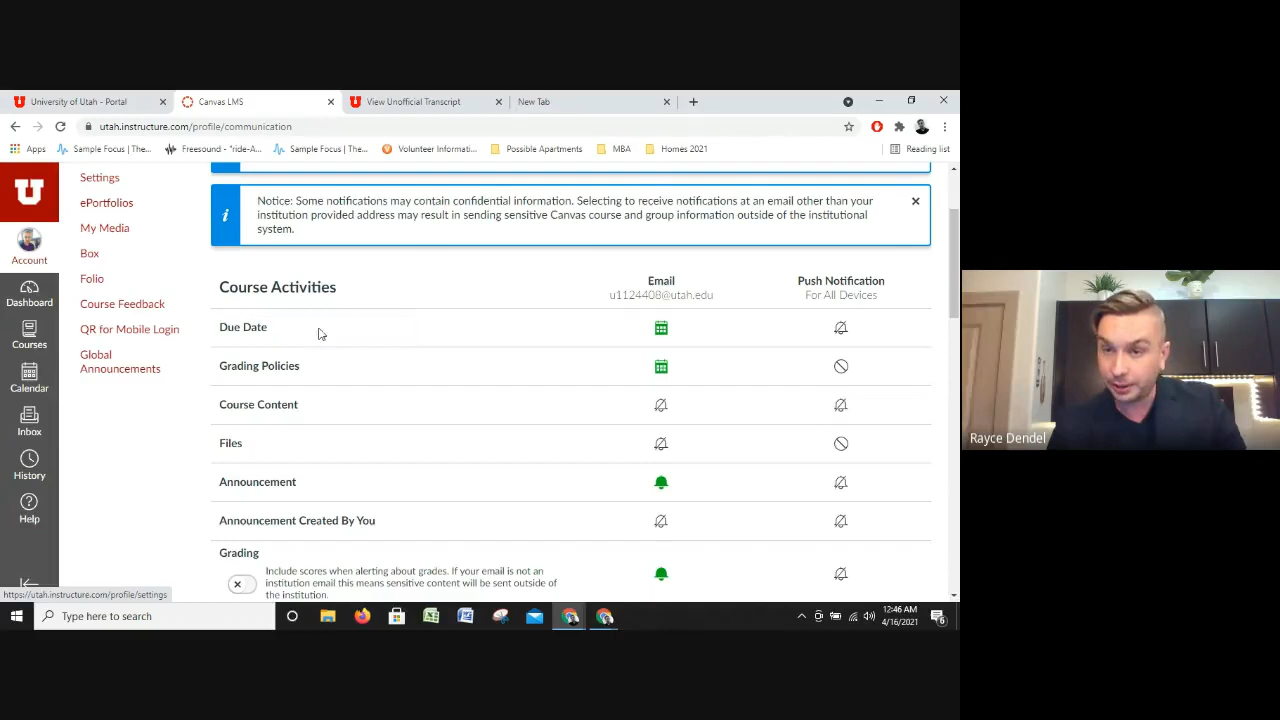 University of Utah - Portal
Canvas LMS
View Unofficial Transcript
New Tab
utah.instructure.com/profile/communication
Apps
Sample Focus | The...
Freesound - "ride-A...
Sample Focus | The...
Volunteer Informati...
Possible Apartments
MBA
Homes 2021
Reading list
U
Account
Dashboard
Courses
Calendar
Inbox
History
Help
Settings
ePortfolios
My Media
Box
Folio
Course Feedback
QR for Mobile Login
Global
Announcements
Notice: Some notifications may contain confidential information. Selecting to receive notifications at an email other than your
institution provided address may result in sending sensitive Canvas course and group information outside of the institutional
system.
Course Activities
Email
u1124408@utah.edu
Push Notification
For All Devices
Due Date
Grading Policies
Course Content
Files
Announcement
Announcement Created By You
Grading
Include scores when alerting about grades. If your email is not an
institution email this means sensitive content will be sent outside of
the institution.
https://utah.instructure.com/profile/settings
Type here to search
12:46 AM
4/16/2021
6
Rayce Dendel